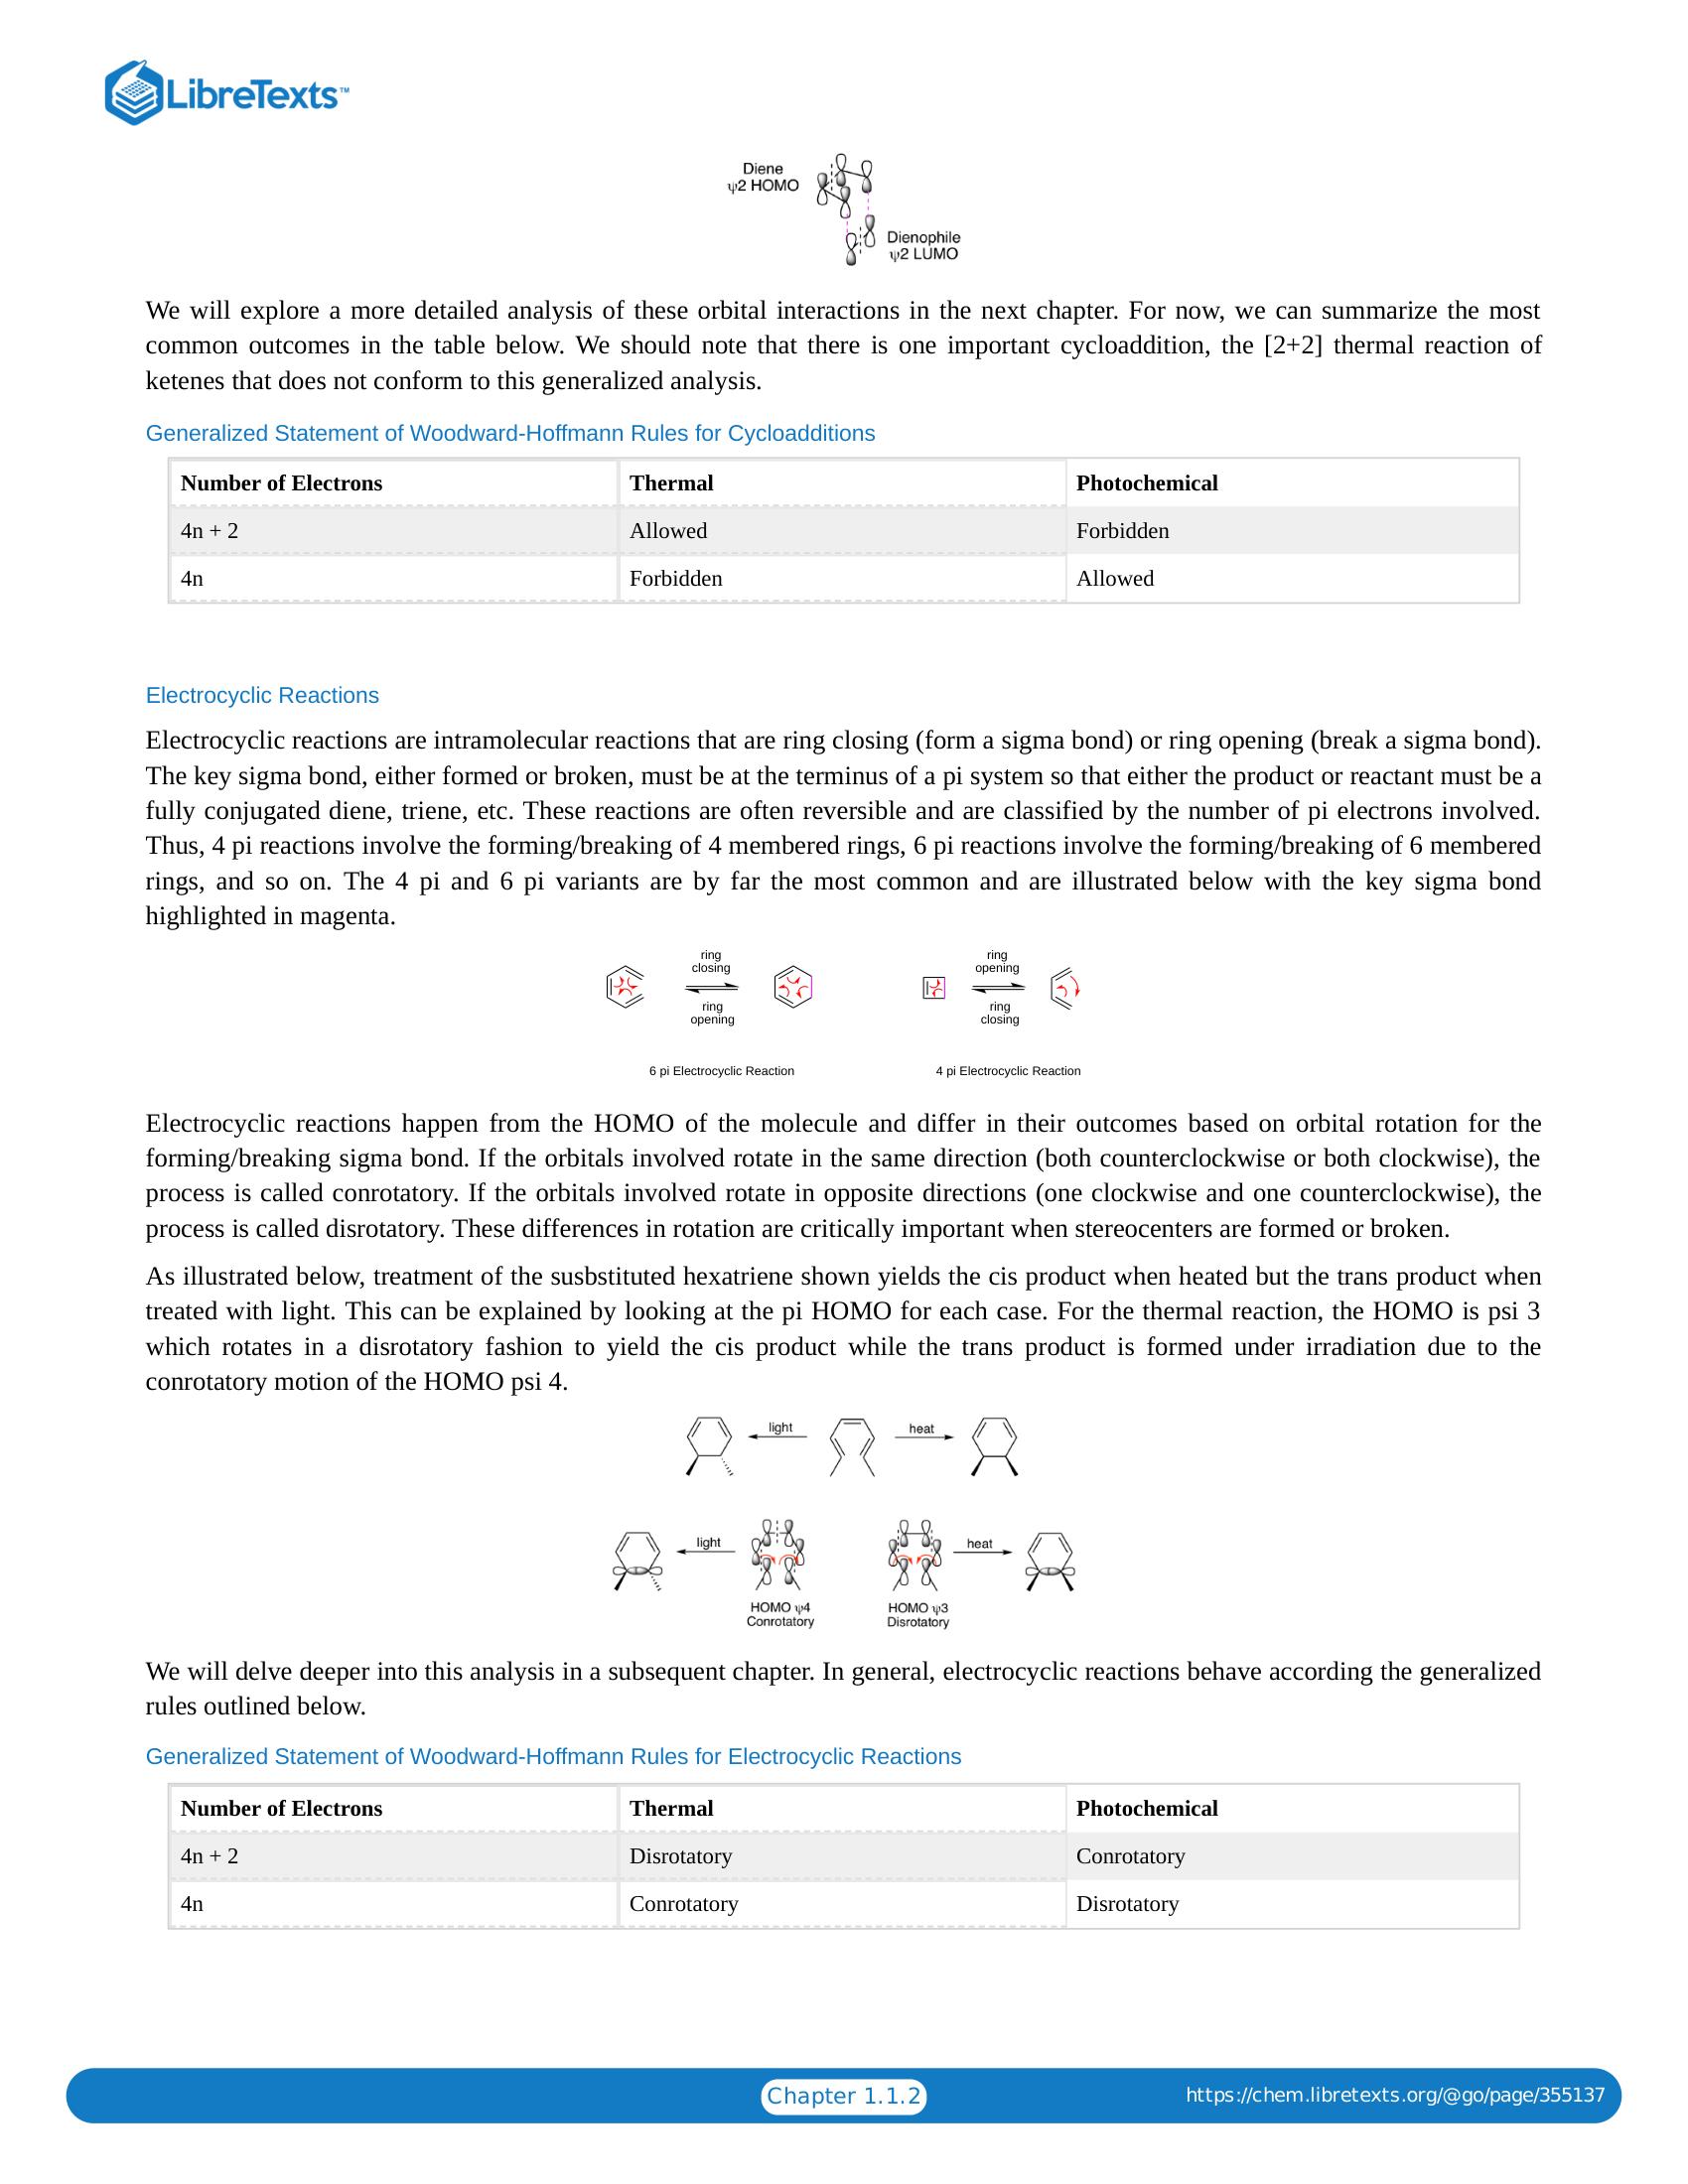 LibreTexts™
Diene
ψ2 HOMO
Dienophile
ψ2 LUMO
We will explore a more detailed analysis of these orbital interactions in the next chapter. For now, we can summarize the most
common outcomes in the table below. We should note that there is one important cycloaddition, the [2+2] thermal reaction of
ketenes that does not conform to this generalized analysis.
Generalized Statement of Woodward-Hoffmann Rules for Cycloadditions
Number of Electrons Thermal Photochemical
4n + 2 Allowed Forbidden
4n Forbidden Allowed
Electrocyclic Reactions
Electrocyclic reactions are intramolecular reactions that are ring closing (form a sigma bond) or ring opening (break a sigma bond).
The key sigma bond, either formed or broken, must be at the terminus of a pi system so that either the product or reactant must be a
fully conjugated diene, triene, etc. These reactions are often reversible and are classified by the number of pi electrons involved.
Thus, 4 pi reactions involve the forming/breaking of 4 membered rings, 6 pi reactions involve the forming/breaking of 6 membered
rings, and so on. The 4 pi and 6 pi variants are by far the most common and are illustrated below with the key sigma bond
highlighted in magenta.
ring
closing
ring
opening
ring
opening
ring
closing
6 pi Electrocyclic Reaction
4 pi Electrocyclic Reaction
Electrocyclic reactions happen from the HOMO of the molecule and differ in their outcomes based on orbital rotation for the
forming/breaking sigma bond. If the orbitals involved rotate in the same direction (both counterclockwise or both clockwise), the
process is called conrotatory. If the orbitals involved rotate in opposite directions (one clockwise and one counterclockwise), the
process is called disrotatory. These differences in rotation are critically important when stereocenters are formed or broken.
As illustrated below, treatment of the susbstituted hexatriene shown yields the cis product when heated but the trans product when
treated with light. This can be explained by looking at the pi HOMO for each case. For the thermal reaction, the HOMO is psi 3
which rotates in a disrotatory fashion to yield the cis product while the trans product is formed under irradiation due to the
conrotatory motion of the HOMO psi 4.
light heat
light heat
HOMO ψ4
Conrotatory
HOMO ψ3
Disrotatory
We will delve deeper into this analysis in a subsequent chapter. In general, electrocyclic reactions behave according the generalized
rules outlined below.
Generalized Statement of Woodward-Hoffmann Rules for Electrocyclic Reactions
Number of Electrons Thermal Photochemical
4n + 2 Disrotatory Conrotatory
4n Conrotatory Disrotatory
Chapter 1.1.2 https://chem.libretexts.org/@go/page/355137